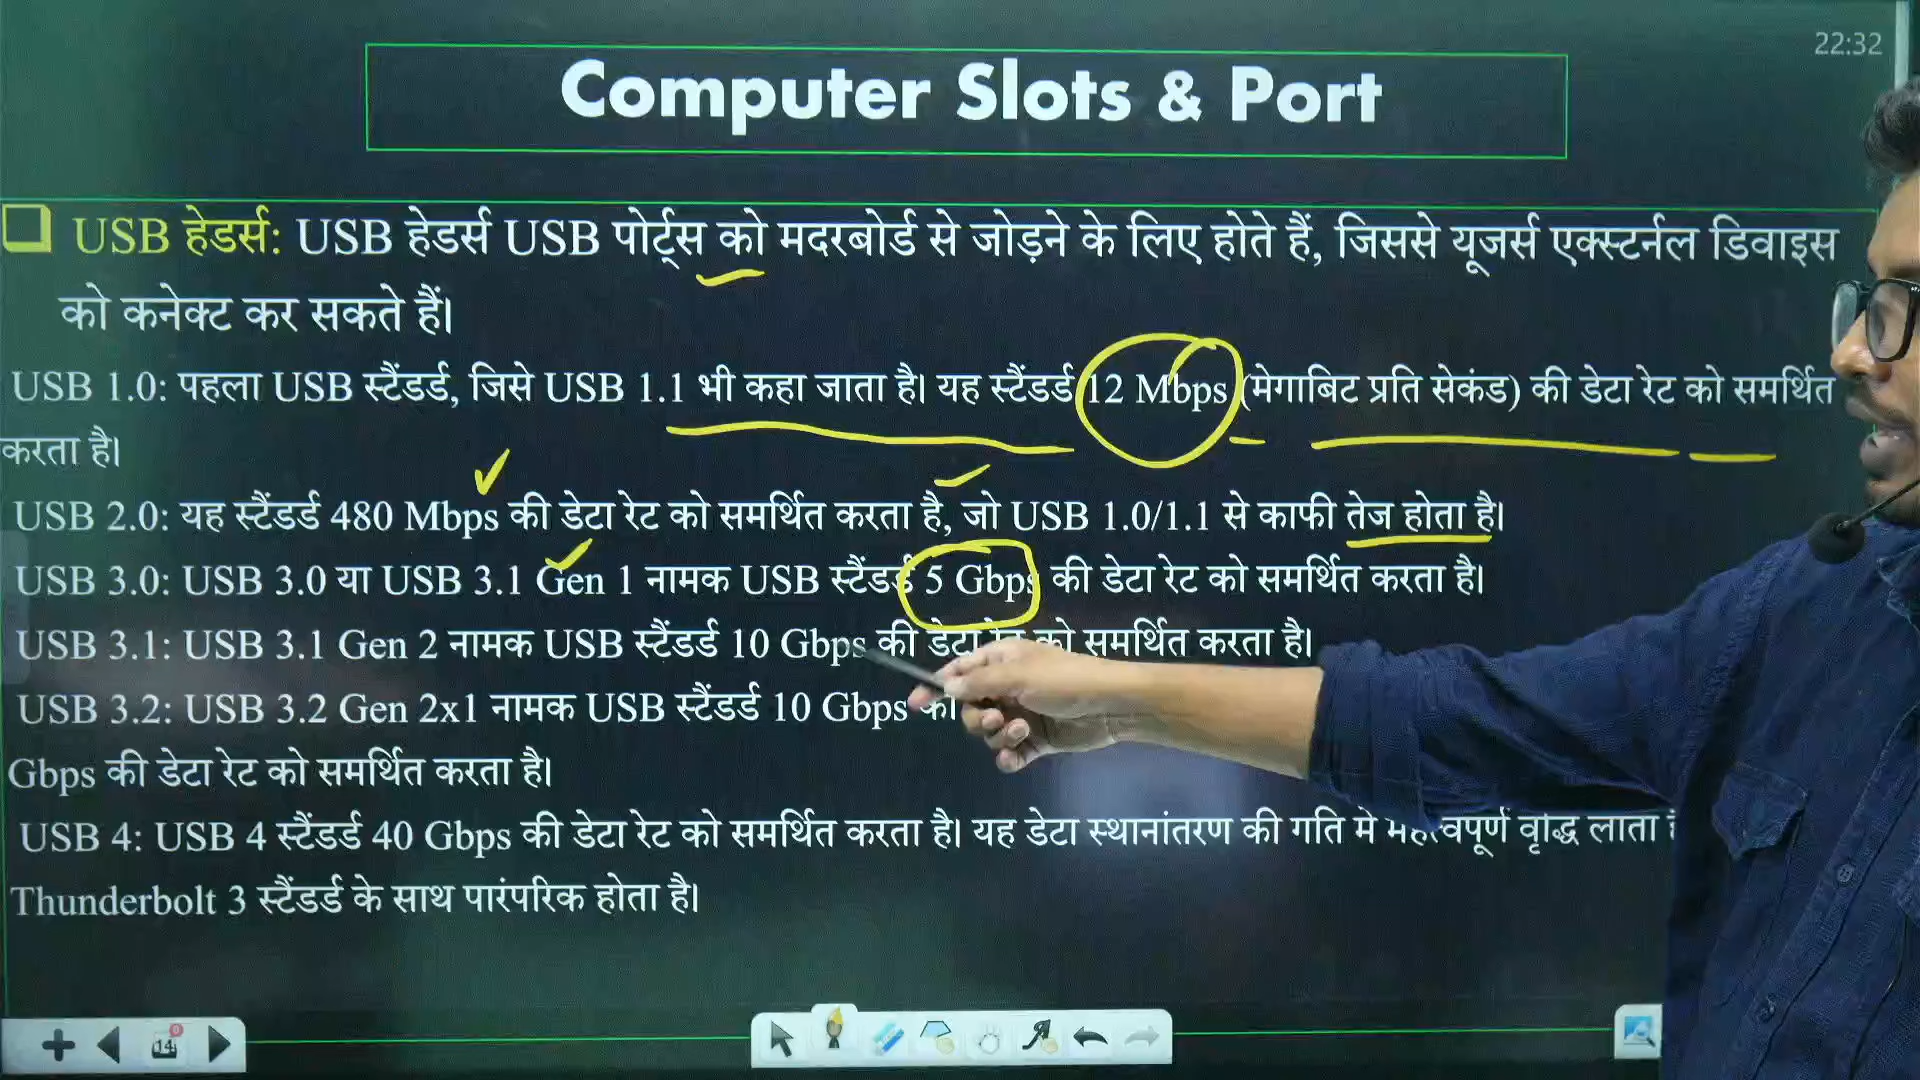 22:32
Computer Slots & Port
USB हेडर्स: USB हेडर्स USB पोर्ट्स को मदरबोर्ड से जोड़ने के लिए होते हैं, जिससे यूजर्स एक्स्टर्नल डिवाइस
को कनेक्ट कर सकते हैं।
USB 1.0: पहला USB स्टैंडर्ड, जिसे USB 1.1 भी कहा जाता है। यह स्टैंडर्ड 12 Mbps (मेगाबिट प्रति सेकंड) की डेटा रेट को समर्थित
करता है।
USB 2.0: यह स्टैंडर्ड 480 Mbps की डेटा रेट को समर्थित करता है, जो USB 1.0/1.1 से काफी तेज होता है।
USB 3.0: USB 3.0 या USB 3.1 Gen 1 नामक USB स्टैंडर्ड 5 Gbps की डेटा रेट को समर्थित करता है।
USB 3.1: USB 3.1 Gen 2 नामक USB स्टैंडर्ड 10 Gbps की डेटा रेट को समर्थित करता है।
USB 3.2: USB 3.2 Gen 2x1 नामक USB स्टैंडर्ड 10 Gbps
Gbps की डेटा रेट को समर्थित करता है।
USB 4: USB 4 स्टैंडर्ड 40 Gbps की डेटा रेट को समर्थित करता है। यह डेटा स्थानांतरण की गति में महत्वपूर्ण वृद्धि लाता
Thunderbolt 3 स्टैंडर्ड के साथ पारंपरिक होता है।
14